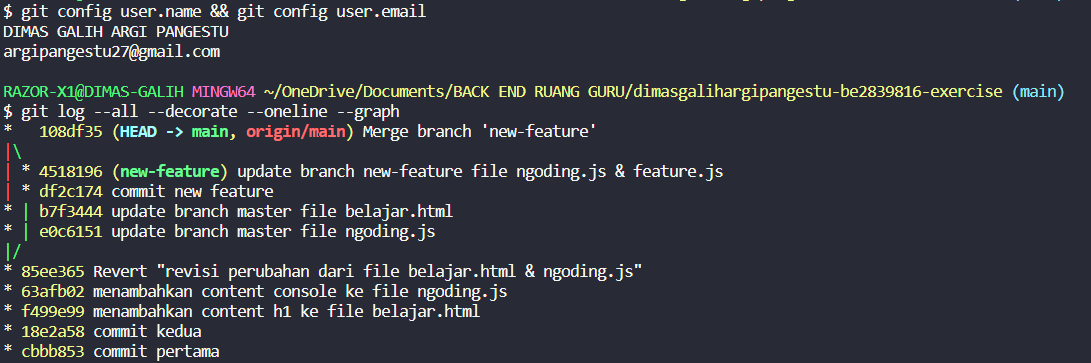 $ git config user.name && git config user.email
DIMAS GALIH ARGI PANGESTU
argipangestu27@gmail.com
RAZOR-X1@DIMAS-GALIH MINGW64 ~/OneDrive/Documents/BACK END RUANG GURU/dimasgalihargipangestu-be2839816-exercise (main)
$ git log --all --decorate --oneline --graph
*   108df35 (HEAD -> main, origin/main) Merge branch 'new-feature'
|\
| * 4518196 (new-feature) update branch new-feature file ngoding.js & feature.js
| * df2c174 commit new feature
* | b7f3444 update branch master file belajar.html
* | e0c6151 update branch master file ngoding.js
|/
* 85ee365 Revert "revisi perubahan dari file belajar.html & ngoding.js"
* 63afb02 menambahkan content console ke file ngoding.js
* f499e99 menambahkan content h1 ke file belajar.html
* 18e2a58 commit kedua
* cbbb853 commit pertama